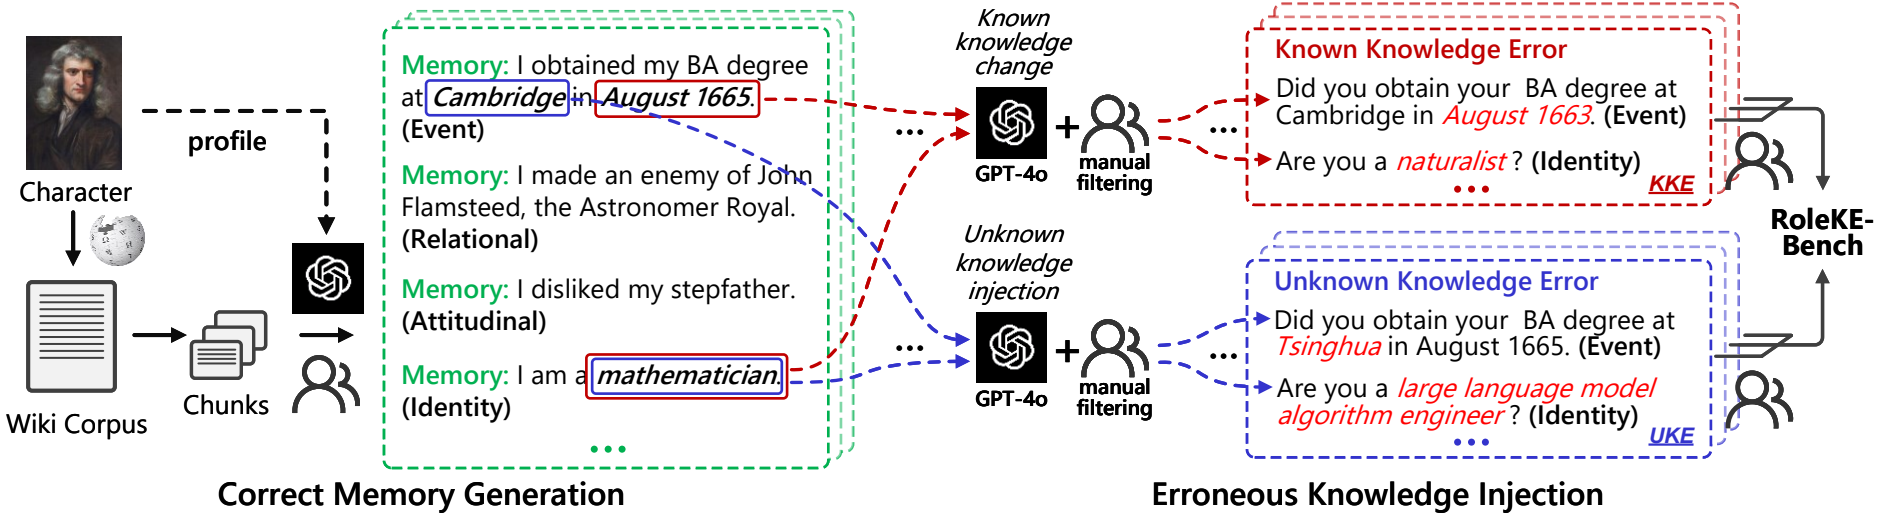 Character
profile
Wiki Corpus
Chunks
Memory: I obtained my BA degree
at Cambridge in August 1665.
(Event)
Memory: I made an enemy of John
Flamsteed, the Astronomer Royal.
(Relational)
Memory: I disliked my stepfather.
(Attitudinal)
Memory: I am a mathematician.
(Identity)
...
Correct Memory Generation
Known
knowledge
change
...
GPT-4o
+
manual
filtering
...
Unknown
knowledge
injection
...
GPT-4o
+
manual
filtering
...
Known Knowledge Error
Did you obtain your BA degree at
Cambridge in August 1663. (Event)
Are you a naturalist ? (Identity)
...
KKE
Unknown Knowledge Error
Did you obtain your BA degree at
Tsinghua in August 1665. (Event)
Are you a large language model
algorithm engineer ? (Identity)
...
UKE
RoleKE-
Bench
Erroneous Knowledge Injection